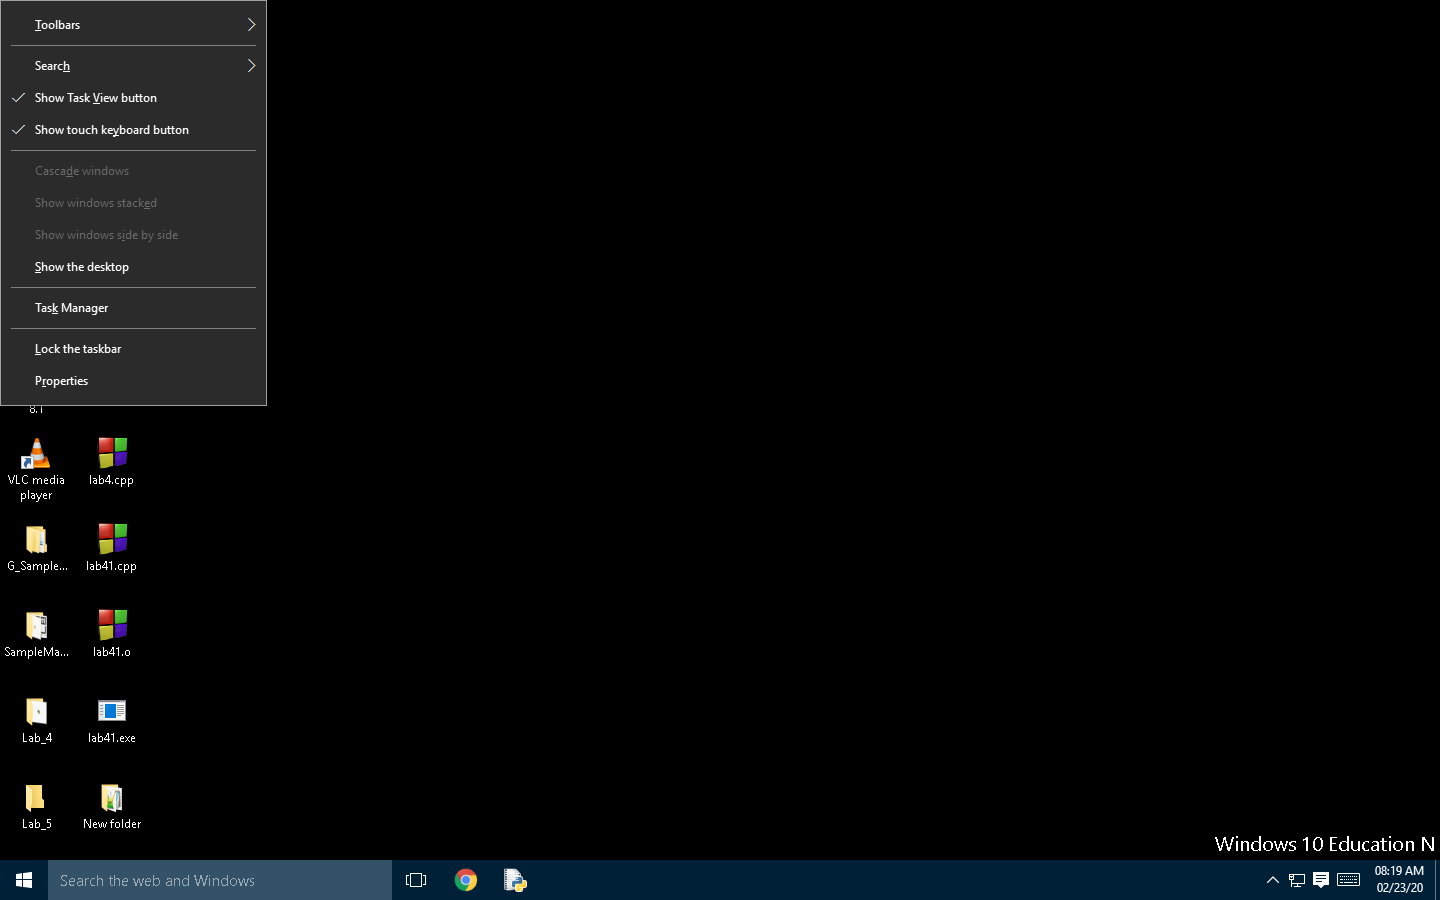 Toolbars
Search
Show Task View button
Show touch keyboard button
Cascade windows
Show windows stacked
Show windows side by side
Show the desktop
Task Manager
Lock the taskbar
Properties
8.1
VLC media
player
lab4.cpp
G_Sample...
lab41.cpp
SampleMa...
lab41.o
Lab_4
lab41.exe
Lab_5
New folder
Windows 10 Education N
Search the web and Windows
08:19 AM
02/23/20